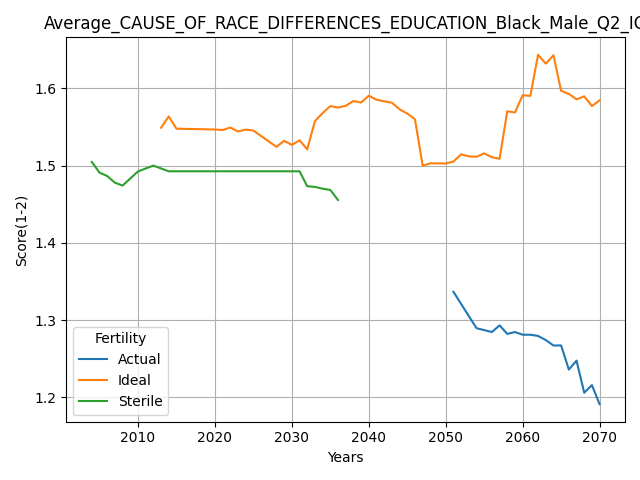 Average_CAUSE_OF_RACE_DIFFERENCES_EDUCATION_Black_Male_Q2_IQ
Score(1-2)
1.6
1.5
1.4
1.3
1.2
Fertility
Actual
Ideal
Sterile
2010 2020 2030 2040 2050 2060 2070
Years